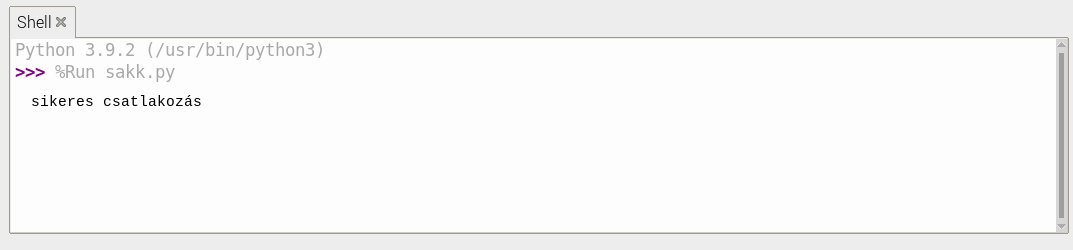 Shell
Python 3.9.2 (/usr/bin/python3)
>>> %Run sakk.py
sikeres csatlakozás